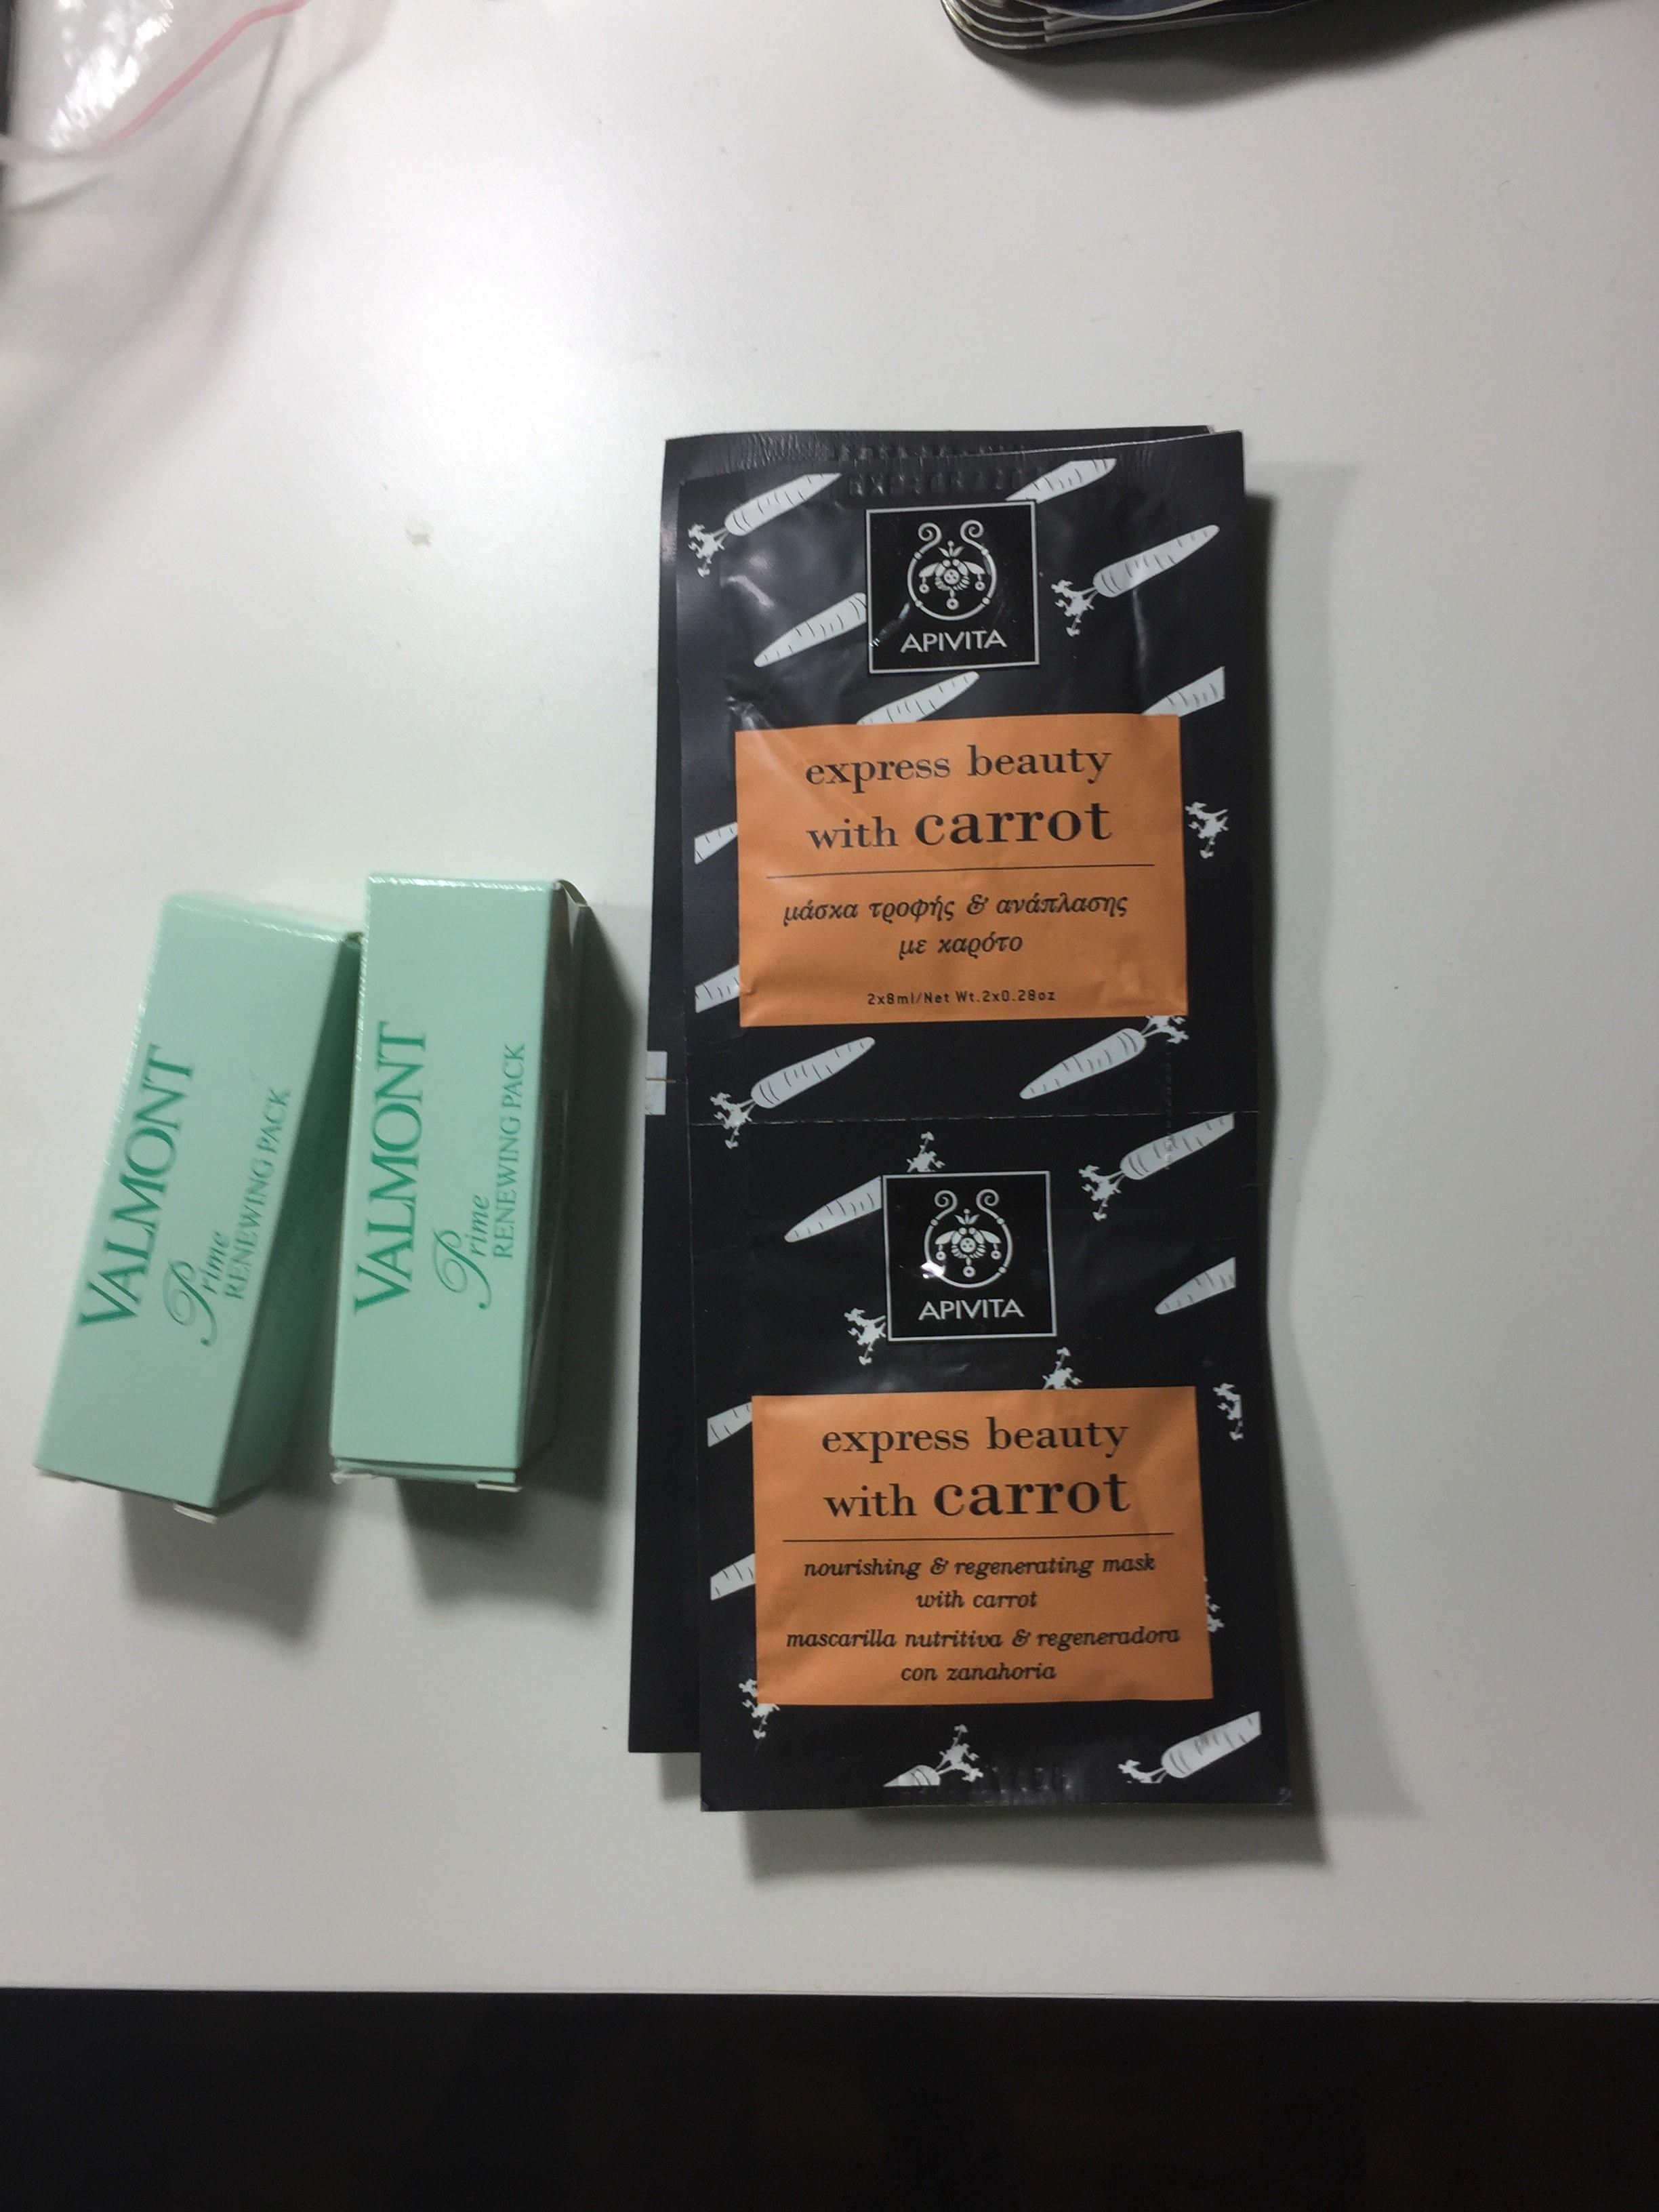 VALMONT
Prime
RENEWING PACK
VALMONT
Prime
RENEWING PACK
APIVITA
express beauty
with carrot
μάσκα τροφής & ανάπλασης
με καρότο
2x8ml/Net Wt.2x0.28oz
APIVITA
express beauty
with carrot
nourishing & regenerating mask
with carrot
mascarilla nutritiva & regeneradora
con zanahoria